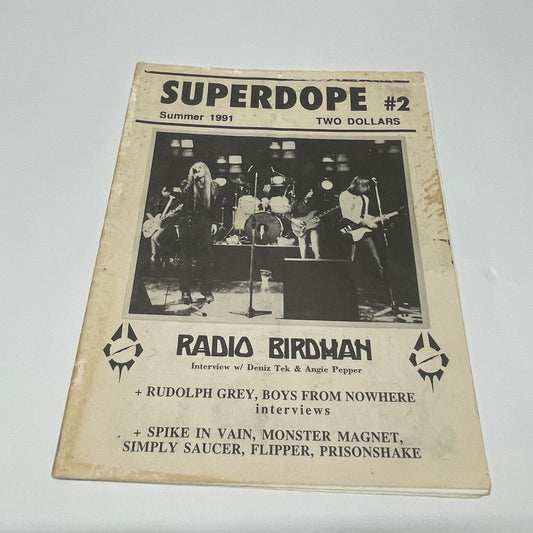 SUPERDOPE #2
Summer 1991 TWO DOLLARS
RADIO BIRDMAN
Interview w/ Deniz Tek & Angie Pepper
+ RUDOLPH GREY, BOYS FROM NOWHERE
interviews
+ SPIKE IN VAIN, MONSTER MAGNET,
SIMPLY SAUCER, FLIPPER, PRISONSHAKE